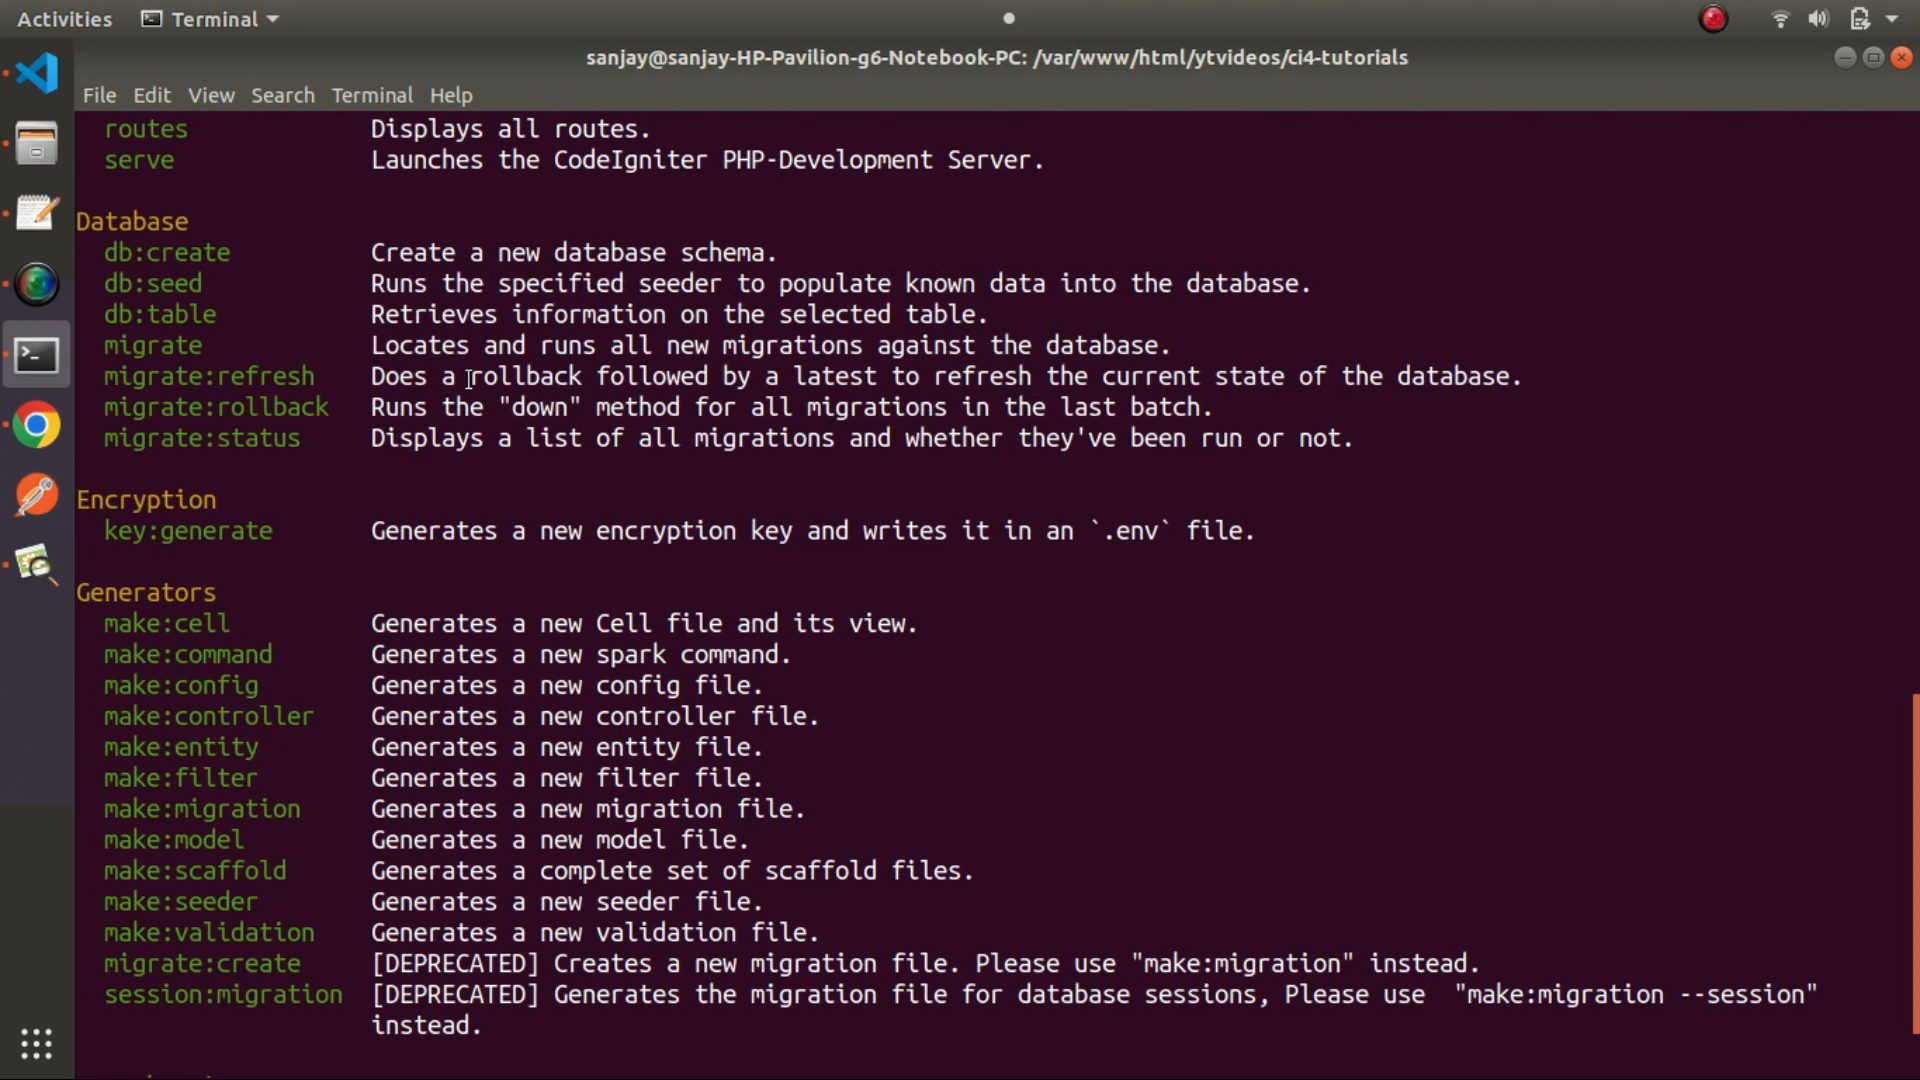 Activities Terminal
sanjay@sanjay-HP-Pavilion-g6-Notebook-PC: /var/www/html/ytvideos/ci4-tutorials
File Edit View Search Terminal Help
routes Displays all routes.
serve Launches the CodeIgniter PHP-Development Server.
Database
db:create Create a new database schema.
db:seed Runs the specified seeder to populate known data into the database.
db:table Retrieves information on the selected table.
migrate Locates and runs all new migrations against the database.
migrate:refresh Does a rollback followed by a latest to refresh the current state of the database.
migrate:rollback Runs the "down" method for all migrations in the last batch.
migrate:status Displays a list of all migrations and whether they've been run or not.
Encryption
key:generate Generates a new encryption key and writes it in an `.env` file.
Generators
make:cell Generates a new Cell file and its view.
make:command Generates a new spark command.
make:config Generates a new config file.
make:controller Generates a new controller file.
make:entity Generates a new entity file.
make:filter Generates a new filter file.
make:migration Generates a new migration file.
make:model Generates a new model file.
make:scaffold Generates a complete set of scaffold files.
make:seeder Generates a new seeder file.
make:validation Generates a new validation file.
migrate:create [DEPRECATED] Creates a new migration file. Please use "make:migration" instead.
session:migration [DEPRECATED] Generates the migration file for database sessions, Please use "make:migration --session"
instead.